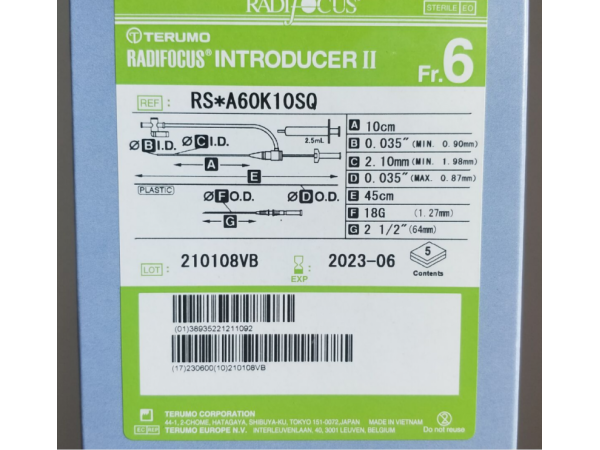 RADIFOCUS®
STERILE EO
TERUMO
RADIFOCUS® INTRODUCER II
Fr.6
REF : RS*A60K10SQ
2.5mL
Ø B I.D. Ø C I.D.
A
E
PLASTIC Ø F O.D. Ø D O.D.
G
A 10cm
B 0.035″ (MIN. 0.90mm)
C 2.10mm (MIN. 1.98mm)
D 0.035″ (MAX. 0.87mm)
E 45cm
F 18G (1.27mm)
G 2 1/2″ (64mm)
LOT : 210108VB
EXP : 2023-06
5
Contents
(01)38935221211092
(17)230600(10)210108VB
TERUMO CORPORATION
44-1, 2-CHOME, HATAGAYA, SHIBUYA-KU, TOKYO 151-0072,JAPAN MADE IN VIETNAM
EC REP TERUMO EUROPE N.V. INTERLEUVENLAAN 40, 3001 LEUVEN, BELGIUM
2
Do not reuse